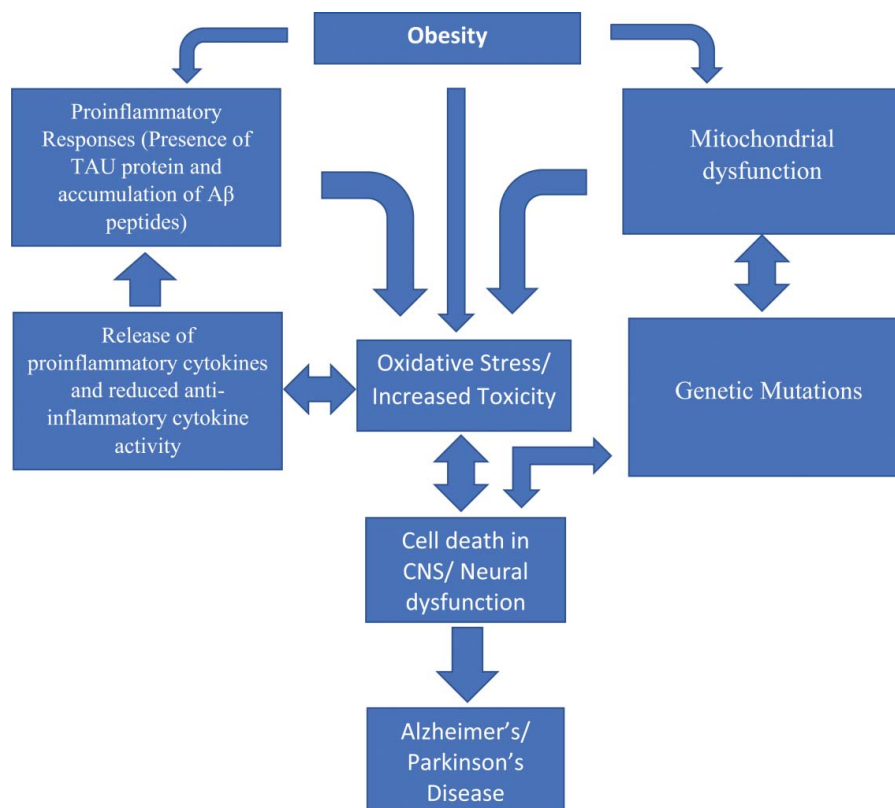 Obesity
Proinflammatory
Responses (Presence of
TAU protein and
accumulation of Aβ
peptides)
Mitochondrial
dysfunction
Release of
proinflammatory cytokines
and reduced anti-
inflammatory cytokine
activity
Oxidative Stress/
Increased Toxicity
Genetic Mutations
Cell death in
CNS/ Neural
dysfunction
Alzheimer’s/
Parkinson’s
Disease